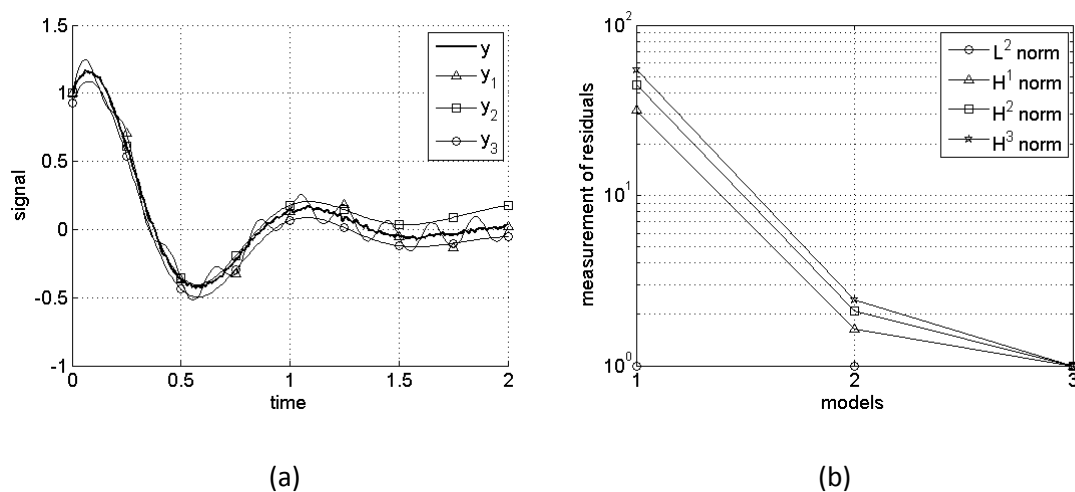 1.5
1
0.5
0
-0.5
-1
0
0.5
1
1.5
2
signal
time
y
y1
y2
y3
(a)
10^2
10^1
10^0
1
2
3
measurement of residuals
models
L^2 norm
H^1 norm
H^2 norm
H^3 norm
(b)